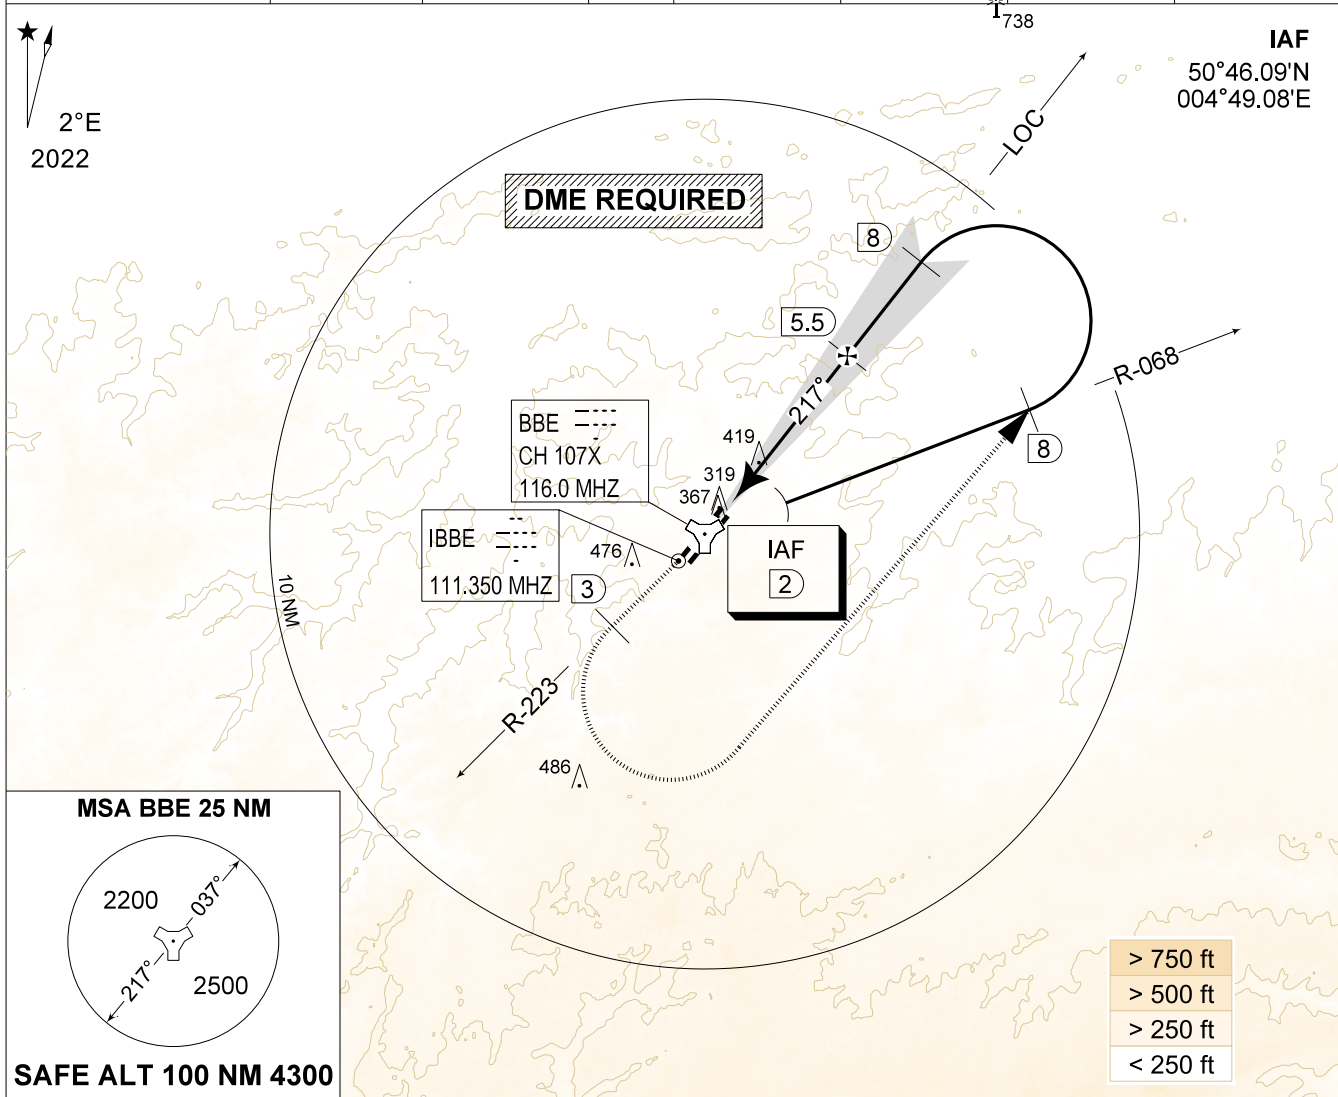 738
IAF
50°46.09'N
004°49.08'E
2°E
2022
LOC
DME REQUIRED
8
5.5
R-068
217°
8
BBE
CH 107X
116.0 MHZ
419
319
367
IBBE
111.350 MHZ
476
3
IAF
2
10 NM
R-223
486
MSA BBE 25 NM
2200
037°
217°
2500
SAFE ALT 100 NM 4300
> 750 ft
> 500 ft
> 250 ft
< 250 ft